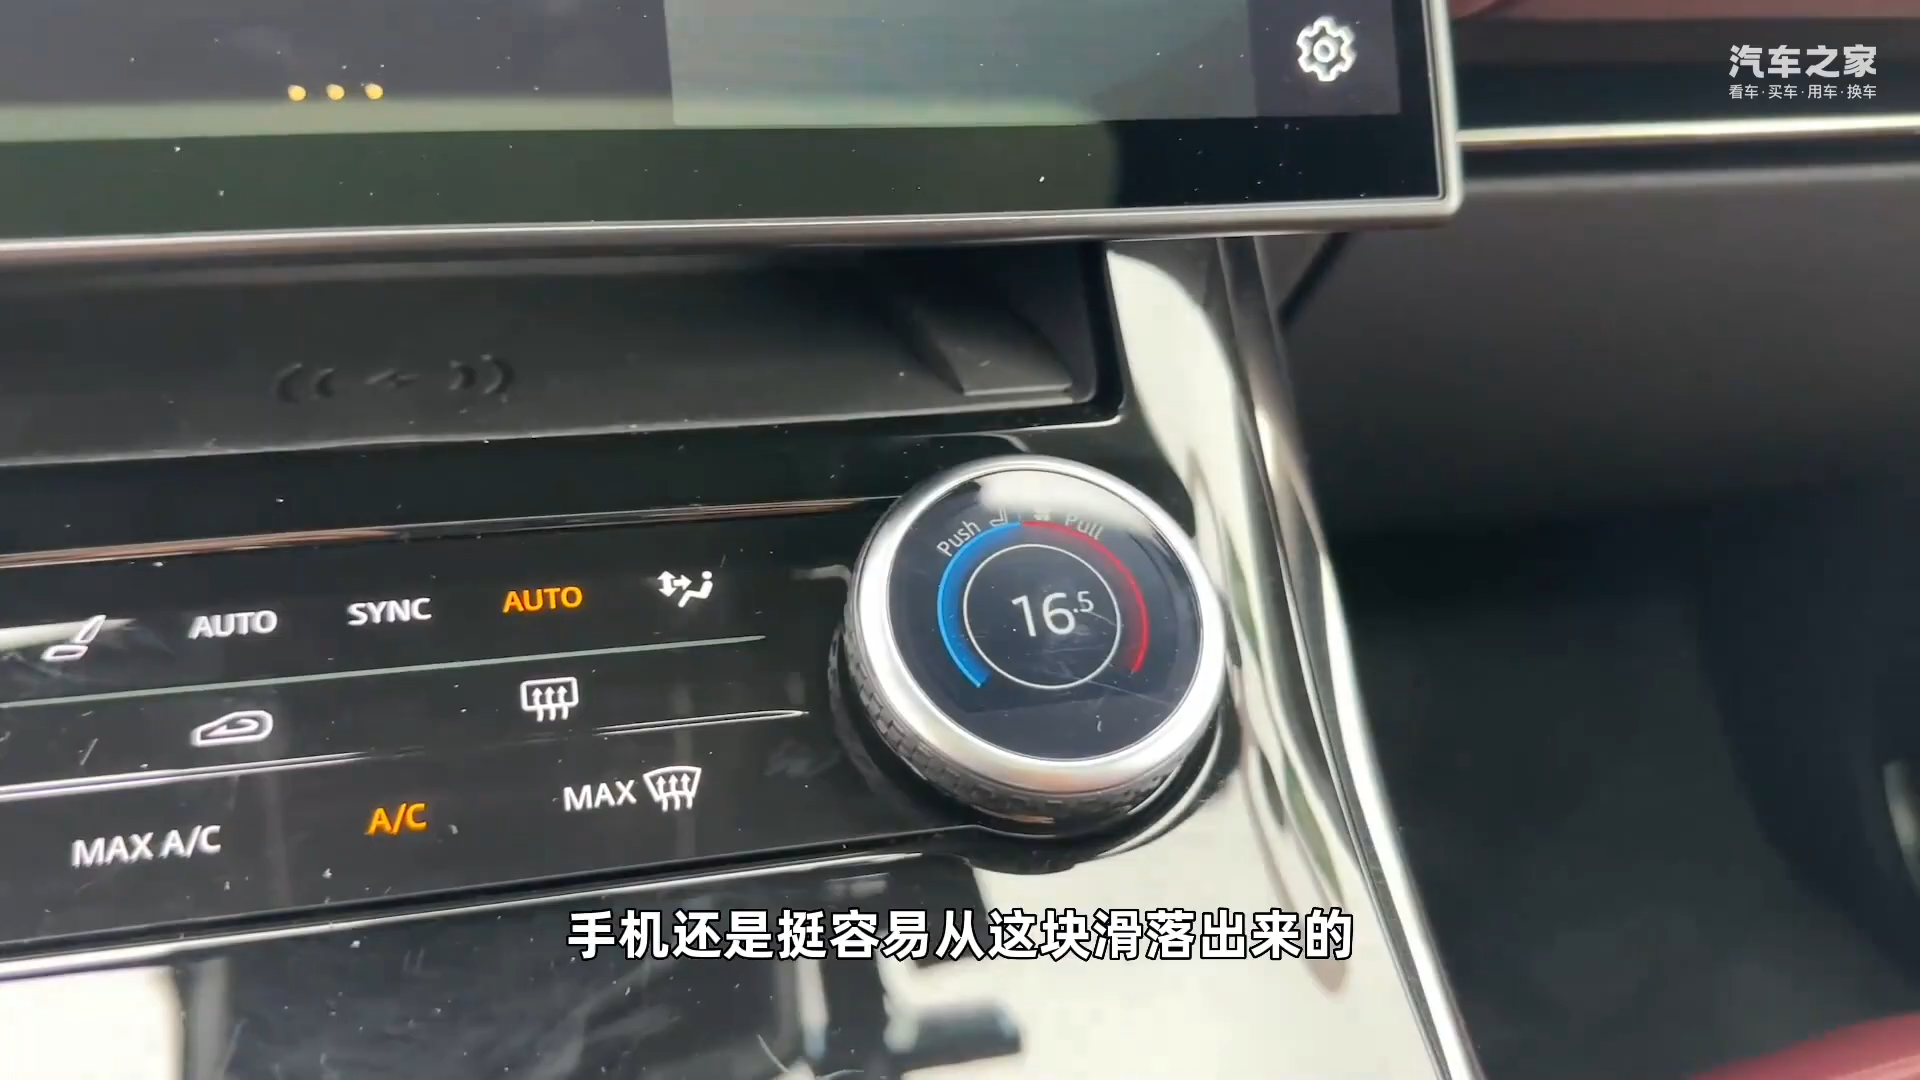 汽车之家
看车·买车·用车·换车
Push Pull
16.5
AUTO SYNC AUTO
MAX
MAX A/C A/C
手机还是挺容易从这块滑落出来的